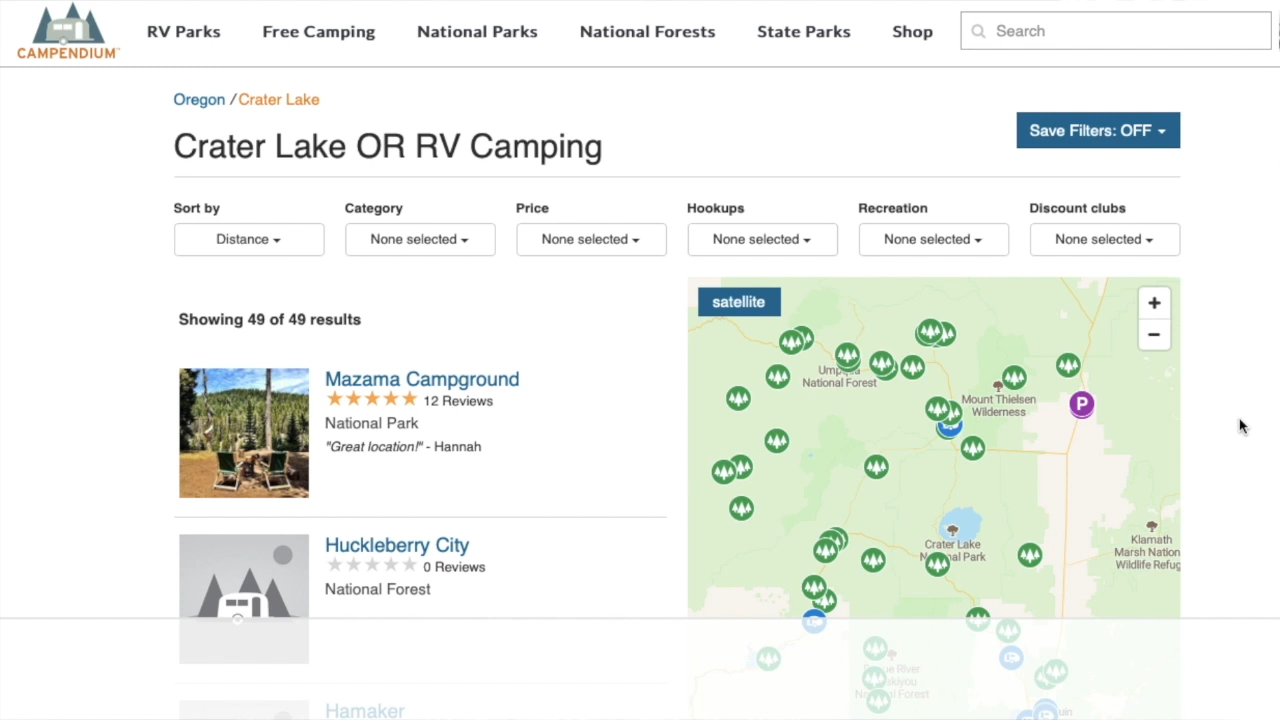 CAMPENDIUM
RV Parks
Free Camping
National Parks
National Forests
State Parks
Shop
Search
Oregon / Crater Lake
Crater Lake OR RV Camping
Save Filters: OFF
Sort by
Category
Price
Hookups
Recreation
Discount clubs
Distance
None selected
None selected
None selected
None selected
None selected
Showing 49 of 49 results
Mazama Campground
12 Reviews
National Park
"Great location!" - Hannah
Huckleberry City
0 Reviews
National Forest
Hamaker
satellite
+
−
National Forest
Mount Thielsen
Wilderness
P
Crater Lake
Klamath
Marsh Nation
Wildlife Refug